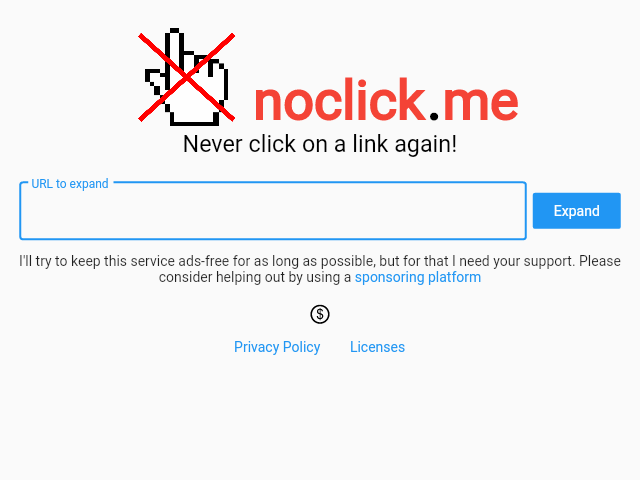 noclick.me
Never click on a link again!
URL to expand
Expand
I'll try to keep this service ads-free for as long as possible, but for that I need your support. Please
consider helping out by using a sponsoring platform
$
Privacy Policy Licenses